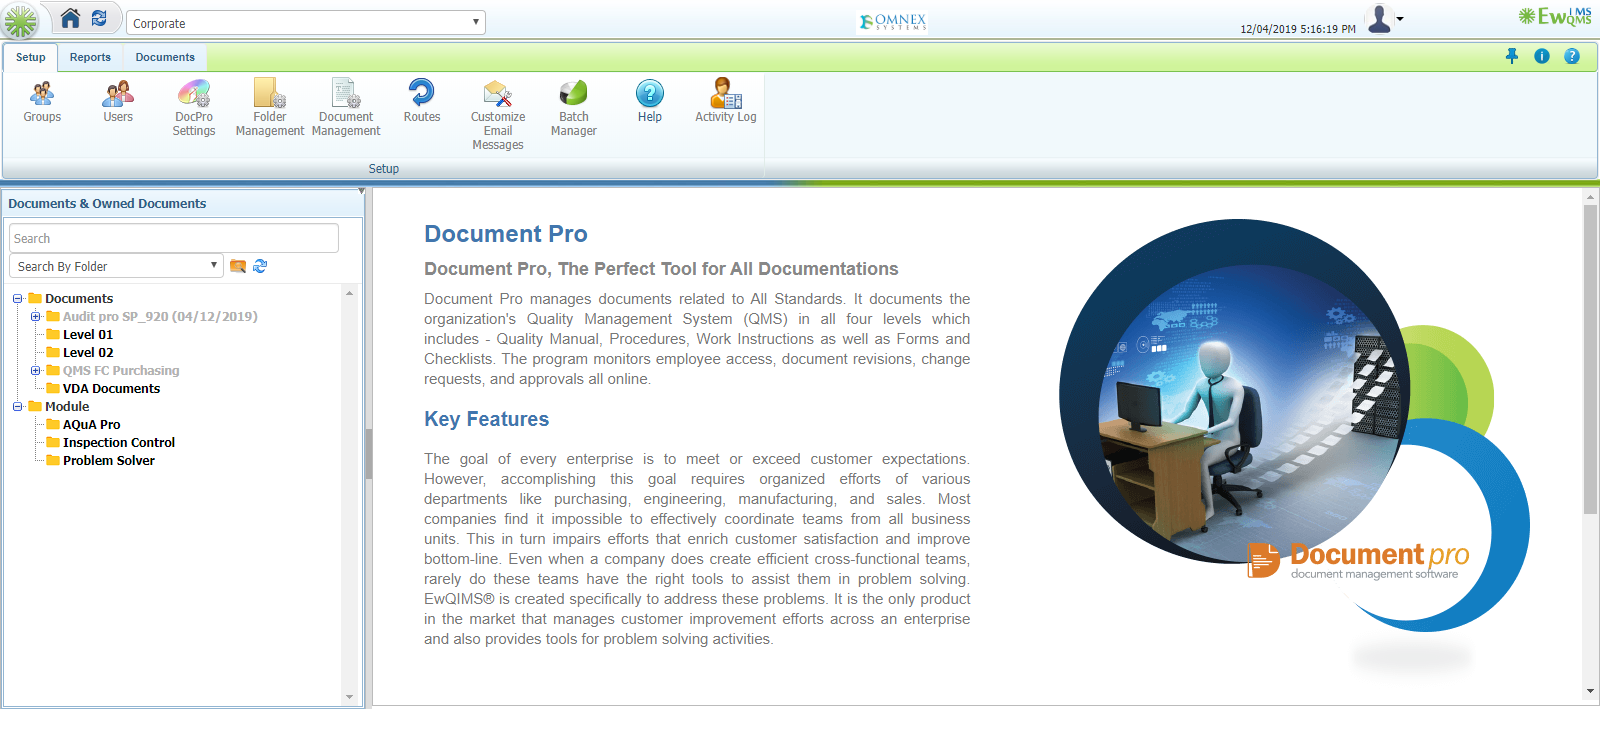 Corporate
OMNEX
SYSTEMS
12/04/2019 5:16:19 PM
EwQIMS
QMS
Setup Reports Documents
Groups
Users
DocPro
Settings
Folder
Management
Document
Management
Routes
Customize
Email
Messages
Batch
Manager
Help
Activity Log
Setup
Documents & Owned Documents
Search
Search By Folder
Documents
Audit pro SP_920 (04/12/2019)
Level 01
Level 02
QMS FC Purchasing
VDA Documents
Module
AQuA Pro
Inspection Control
Problem Solver
Document Pro
Document Pro, The Perfect Tool for All Documentations
Document Pro manages documents related to All Standards. It documents the
organization's Quality Management System (QMS) in all four levels which
includes - Quality Manual, Procedures, Work Instructions as well as Forms and
Checklists. The program monitors employee access, document revisions, change
requests, and approvals all online.
Key Features
The goal of every enterprise is to meet or exceed customer expectations.
However, accomplishing this goal requires organized efforts of various
departments like purchasing, engineering, manufacturing, and sales. Most
companies find it impossible to effectively coordinate teams from all business
units. This in turn impairs efforts that enrich customer satisfaction and improve
bottom-line. Even when a company does create efficient cross-functional teams,
rarely do these teams have the right tools to assist them in problem solving.
EwQIMS® is created specifically to address these problems. It is the only product
in the market that manages customer improvement efforts across an enterprise
and also provides tools for problem solving activities.
Document pro
document management software